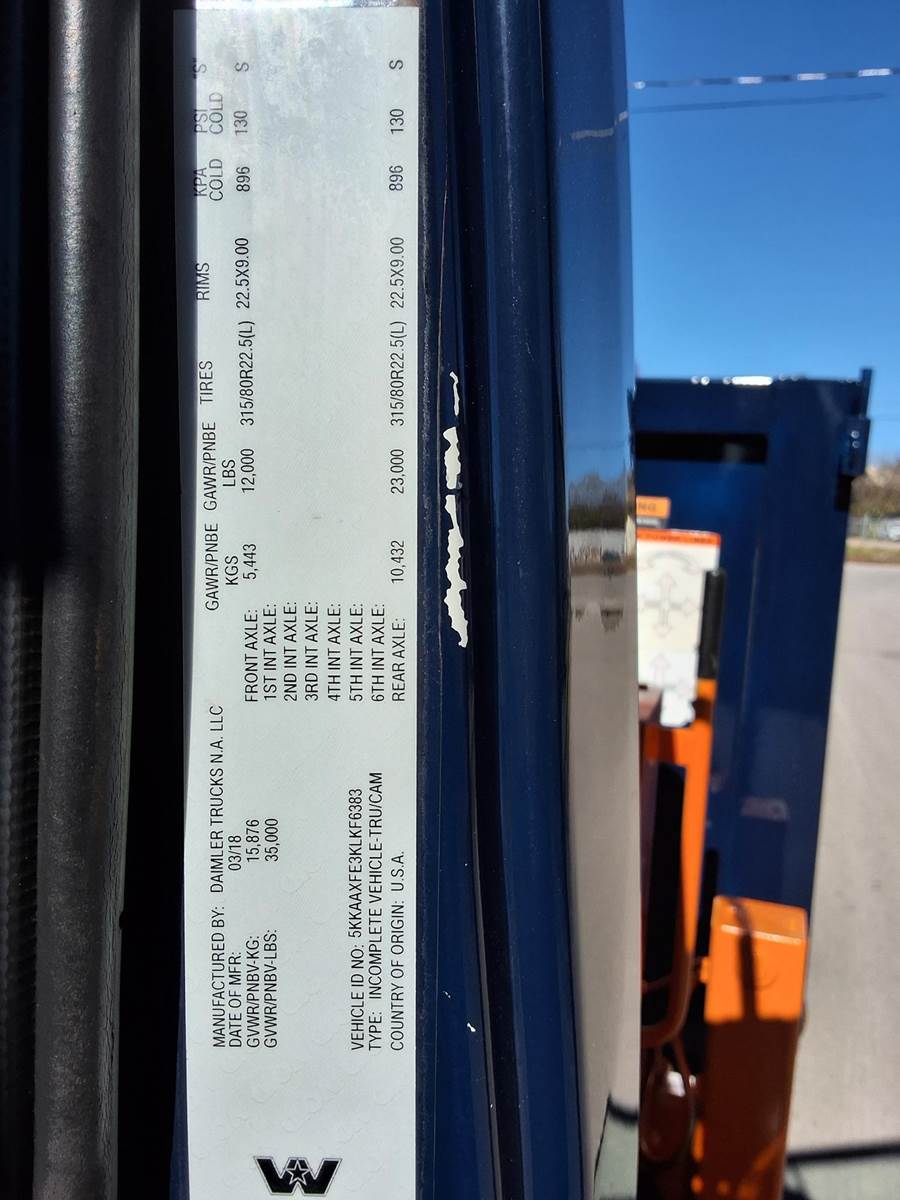 MANUFACTURED BY: DAIMLER TRUCKS N.A. LLC
DATE OF MFR: 03/18
GVWR/PNBV-KG: 15,876
GVWR/PNBV-LBS: 35,000
VEHICLE ID NO: 5KKAAXFE3KLKF6383
TYPE: INCOMPLETE VEHICLE-TRU/CAM
COUNTRY OF ORIGIN: U.S.A.
GAWR/PNBE GAWR/PNBE TIRES RIMS KPA PSI "S"
KGS LBS COLD COLD
FRONT AXLE: 5,443 12,000 315/80R22.5(L) 22.5X9.00 896 130 S
1ST INT AXLE:
2ND INT AXLE:
3RD INT AXLE:
4TH INT AXLE:
5TH INT AXLE:
6TH INT AXLE:
REAR AXLE: 10,432 23,000 315/80R22.5(L) 22.5X9.00 896 130 S